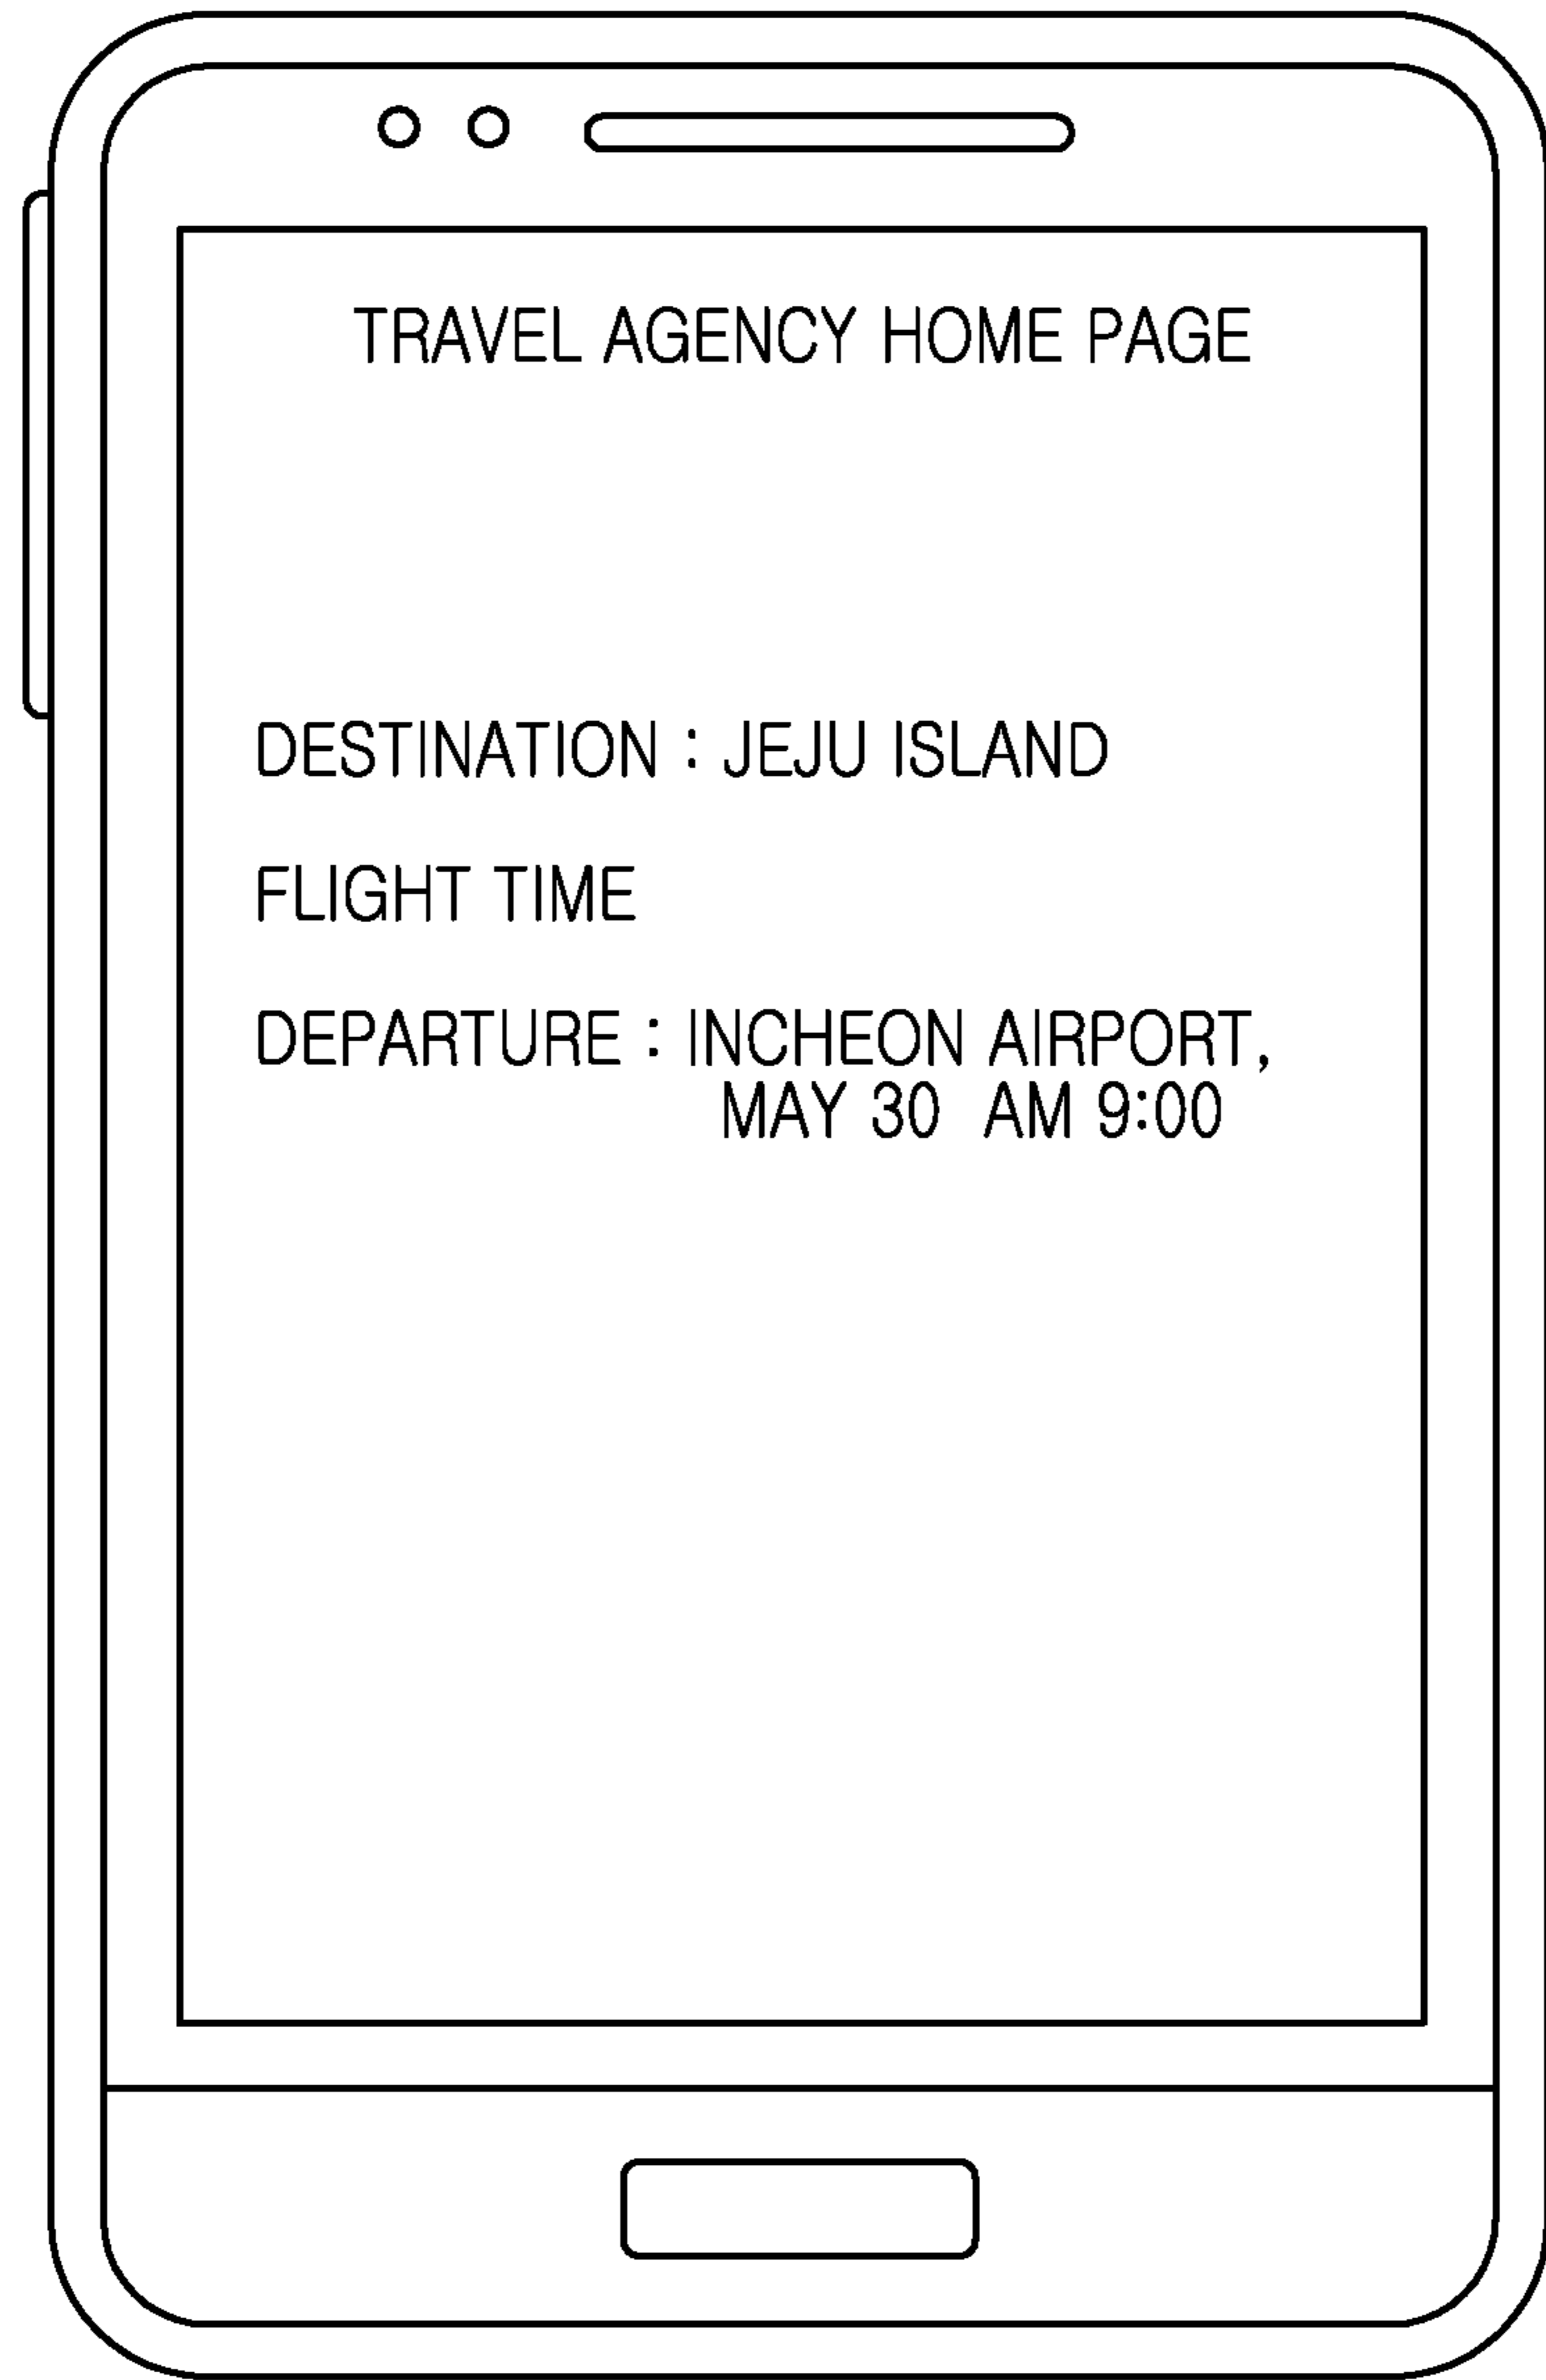 TRAVEL AGENCY HOME PAGE
DESTINATION : JEJU ISLAND
FLIGHT TIME
DEPARTURE : INCHEON AIRPORT,
MAY 30 AM 9:00